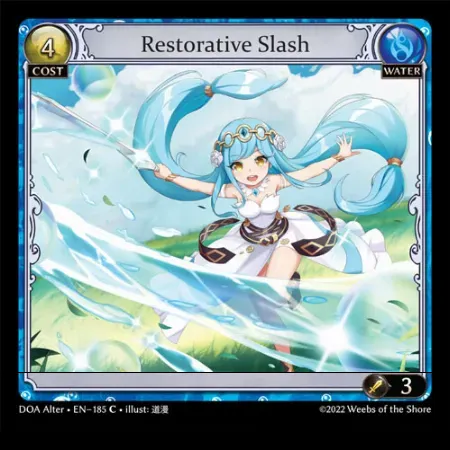 4
COST
Restorative Slash
WATER
3
DOA Alter • EN-185 C • illust: 道漫
©2022 Weebs of the Shore